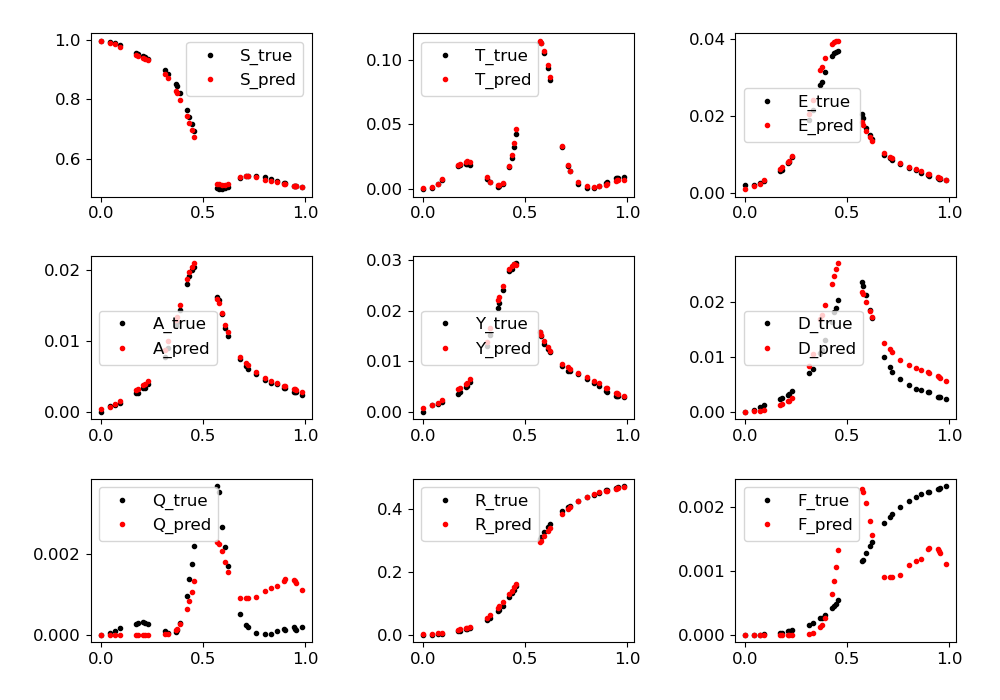 1.0
0.8
0.6
S_true
S_pred
0.0 0.5 1.0
0.10
0.05
0.00
T_true
T_pred
0.0 0.5 1.0
0.04
0.02
0.00
E_true
E_pred
0.0 0.5 1.0
0.02
0.01
0.00
A_true
A_pred
0.0 0.5 1.0
0.03
0.02
0.01
0.00
Y_true
Y_pred
0.0 0.5 1.0
0.02
0.01
0.00
D_true
D_pred
0.0 0.5 1.0
0.002
0.000
Q_true
Q_pred
0.0 0.5 1.0
0.4
0.2
0.0
R_true
R_pred
0.0 0.5 1.0
0.002
0.001
0.000
F_true
F_pred
0.0 0.5 1.0